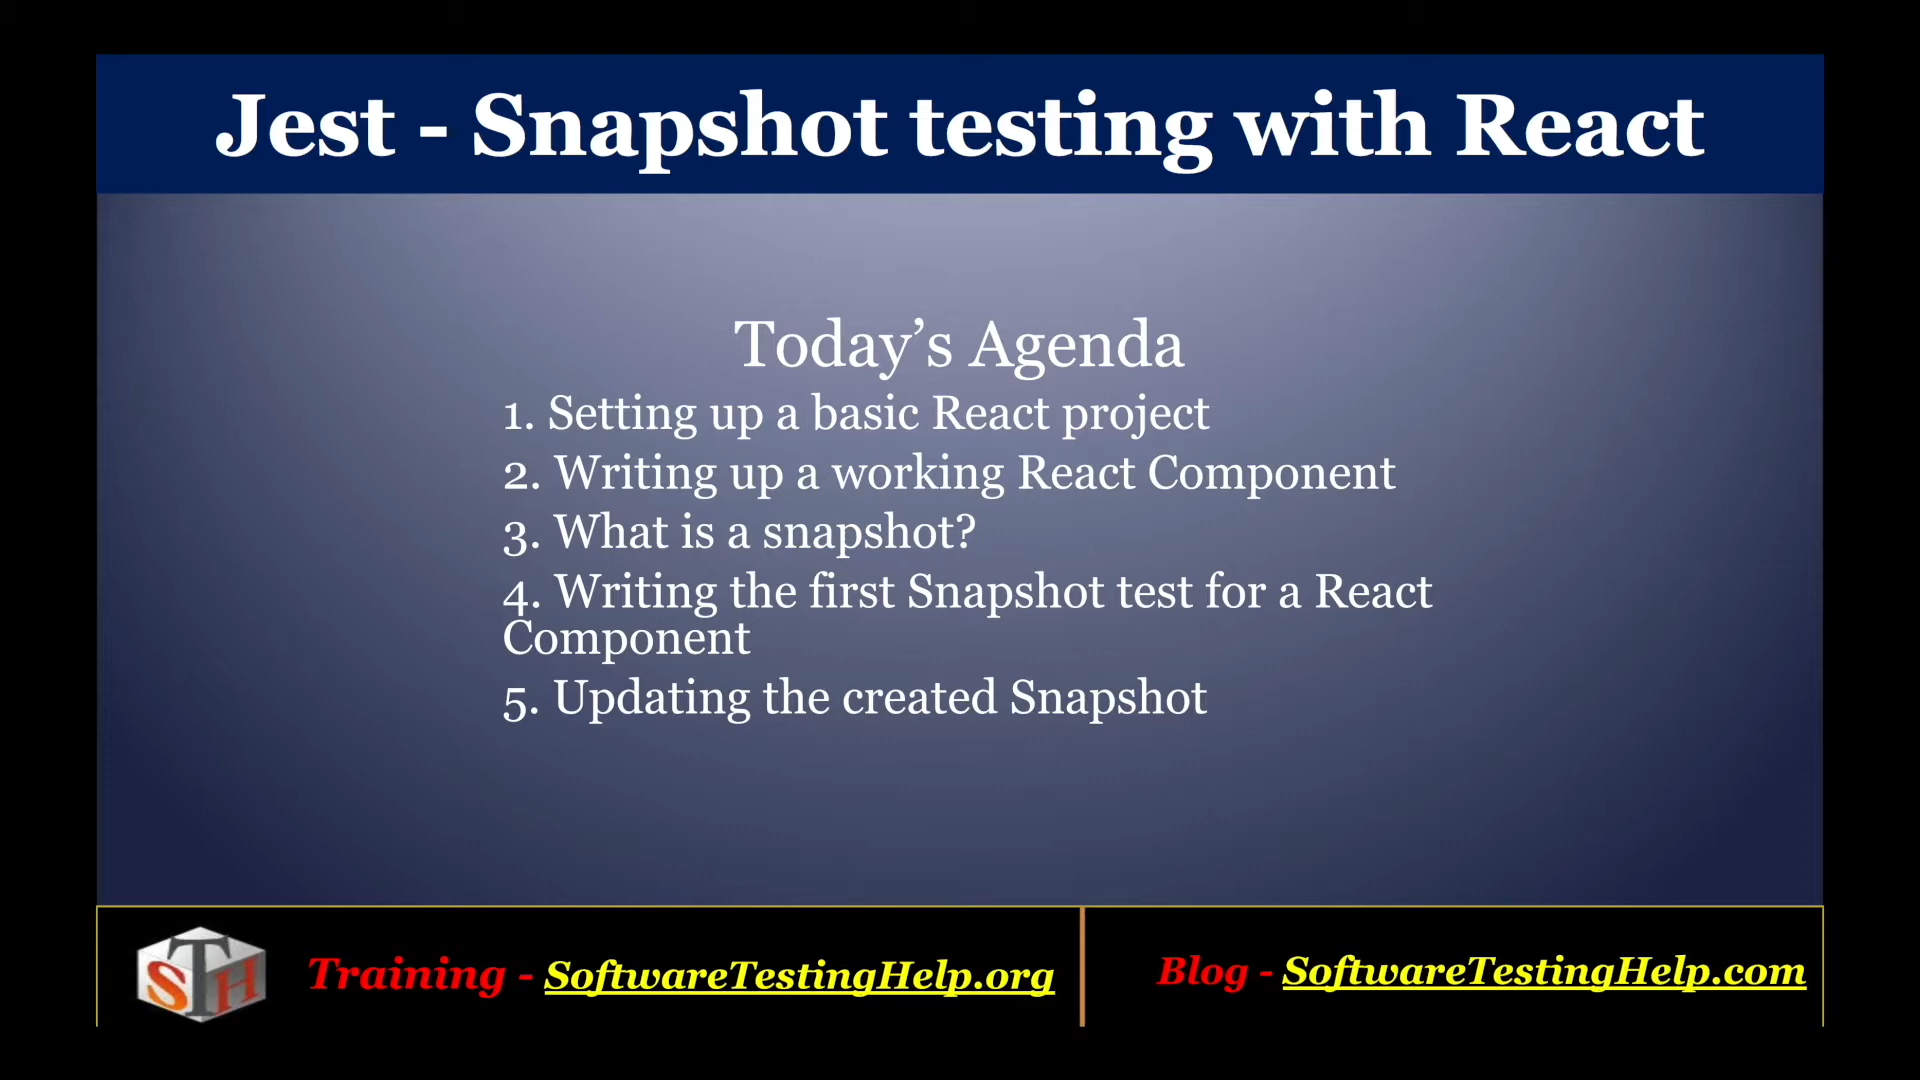 Jest - Snapshot testing with React
Today’s Agenda
1. Setting up a basic React project
2. Writing up a working React Component
3. What is a snapshot?
4. Writing the first Snapshot test for a React
Component
5. Updating the created Snapshot
STH
Training - SoftwareTestingHelp.org
Blog - SoftwareTestingHelp.com